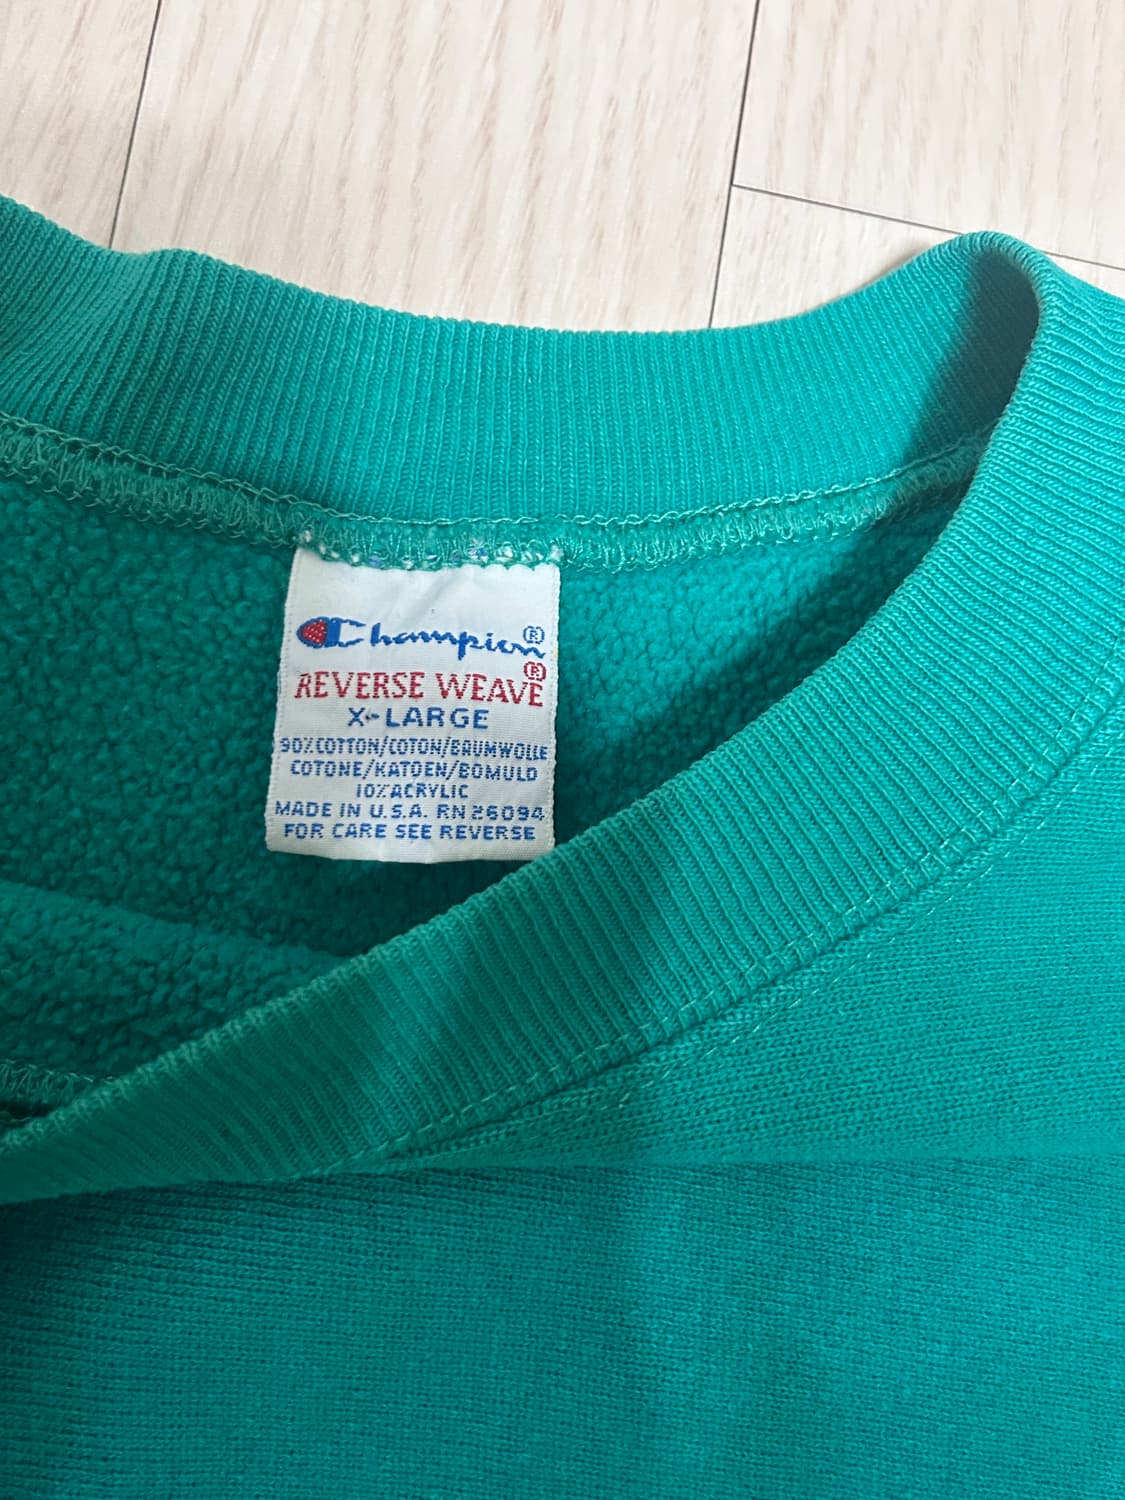 Champion®
REVERSE WEAVE®
X-LARGE
90% COTTON/COTON/BAUMWOLLE
COTONE/KATOEN/BOMULD
10% ACRYLIC
MADE IN U.S.A. RN 26094
FOR CARE SEE REVERSE